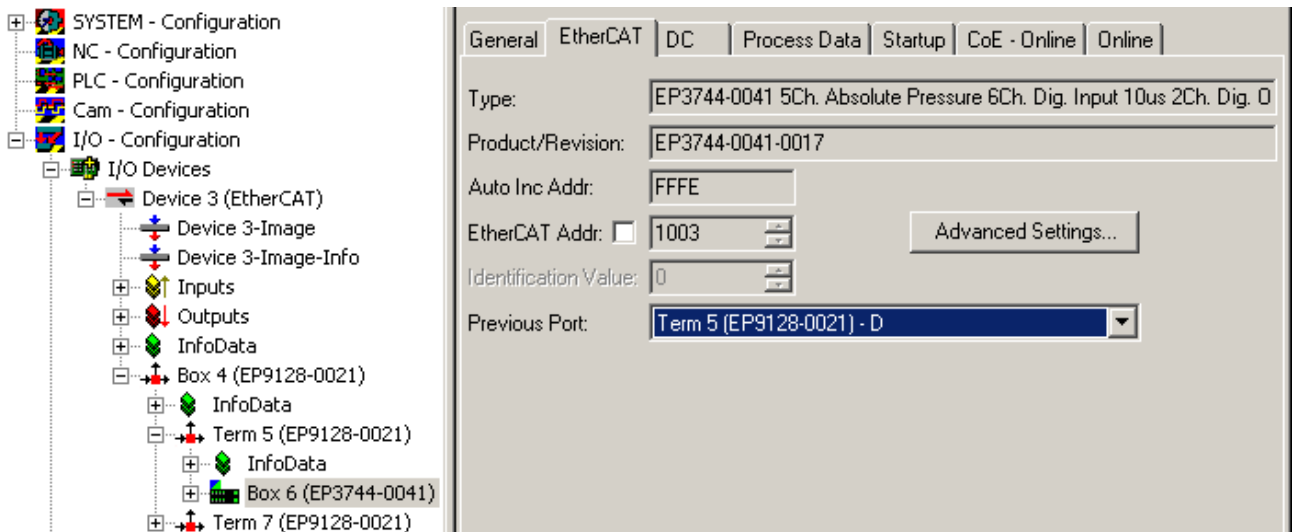 SYSTEM - Configuration
NC - Configuration
PLC - Configuration
Cam - Configuration
I/O - Configuration
I/O Devices
Device 3 (EtherCAT)
Device 3-Image
Device 3-Image-Info
Inputs
Outputs
InfoData
Box 4 (EP9128-0021)
InfoData
Term 5 (EP9128-0021)
InfoData
Box 6 (EP3744-0041)
Term 7 (EP9128-0021)
General EtherCAT DC Process Data Startup CoE - Online Online
Type: EP3744-0041 5Ch. Absolute Pressure 6Ch. Dig. Input 10us 2Ch. Dig. O
Product/Revision: EP3744-0041-0017
Auto Inc Addr: FFFE
EtherCAT Addr: 1003 Advanced Settings...
Identification Value: 0
Previous Port: Term 5 (EP9128-0021) - D